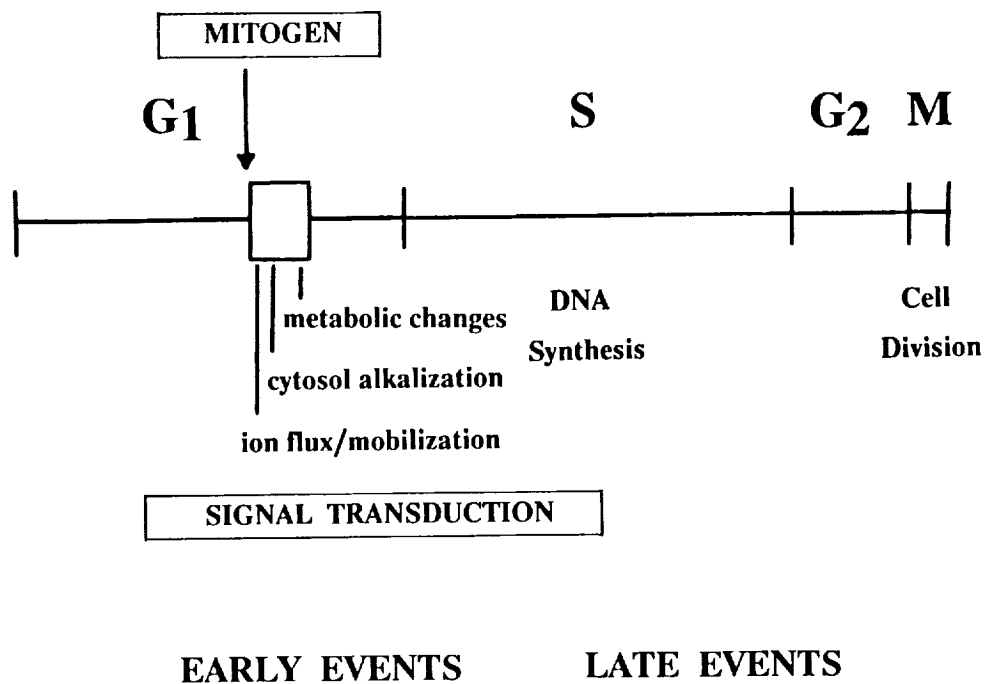 MITOGEN
G1
S
G2
M
metabolic changes
cytosol alkalization
ion flux/mobilization
DNA
Synthesis
Cell
Division
SIGNAL TRANSDUCTION
EARLY EVENTS
LATE EVENTS